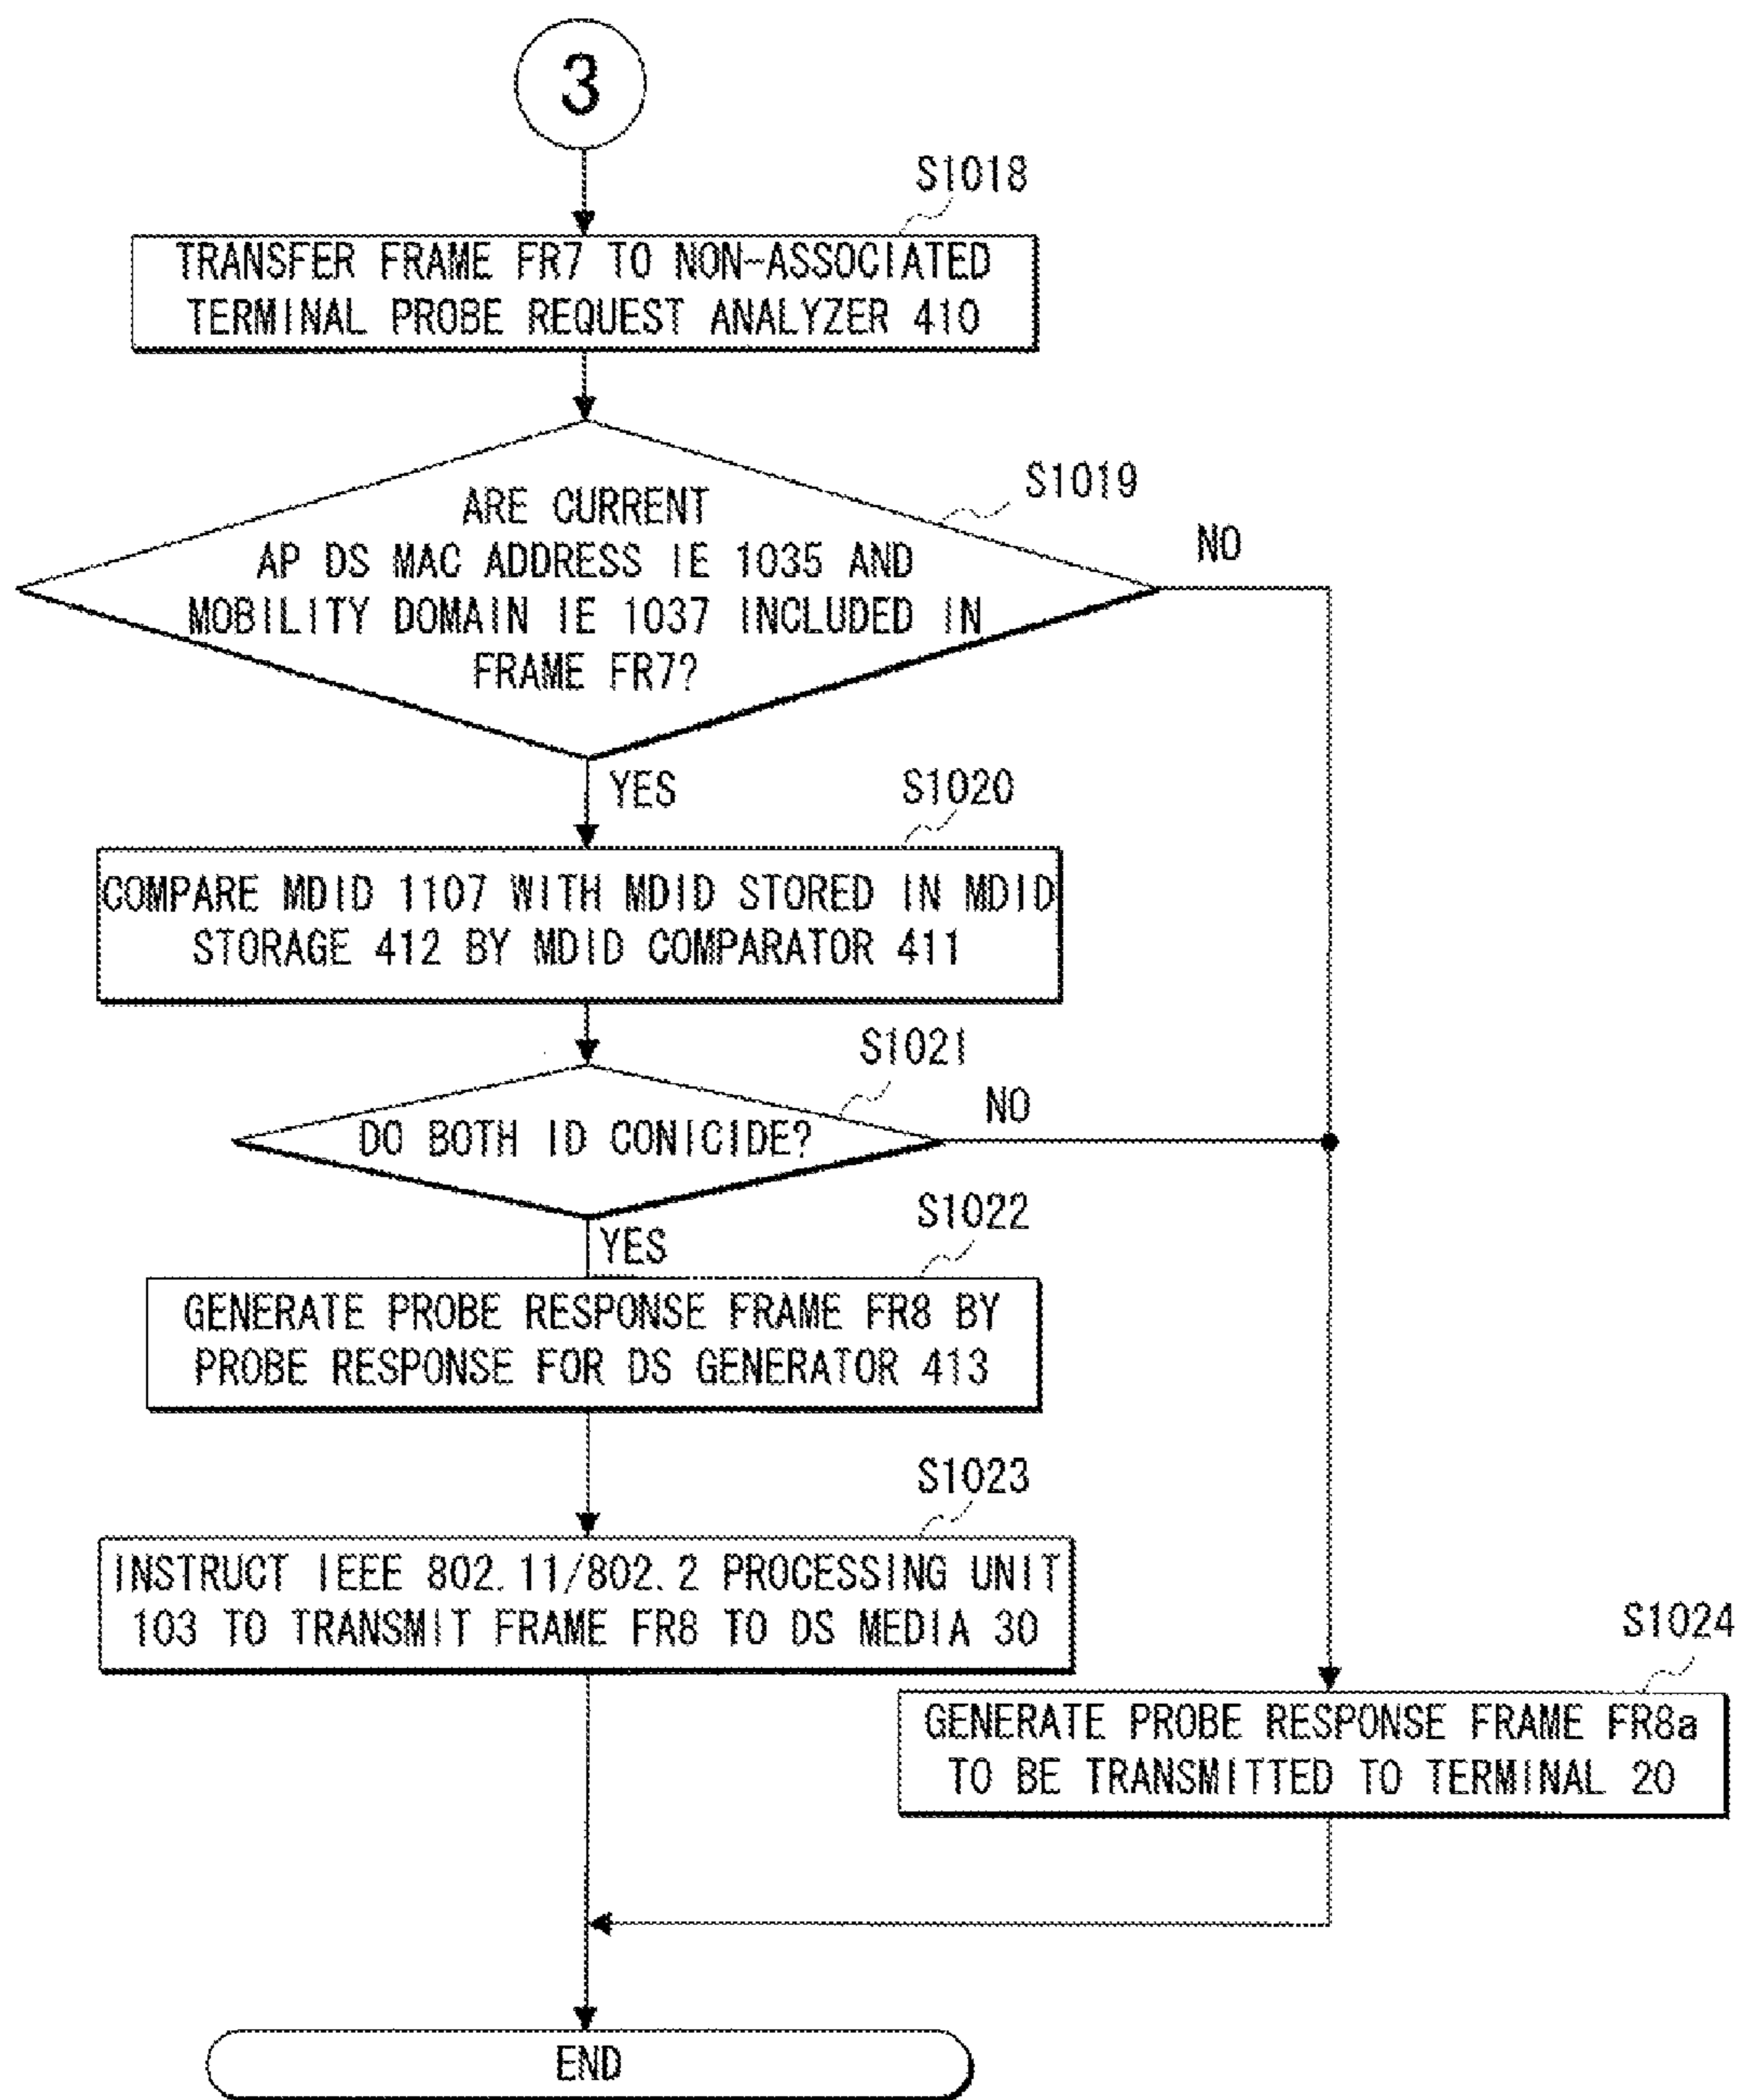 3
S1018
TRANSFER FRAME FR7 TO NON-ASSOCIATED
TERMINAL PROBE REQUEST ANALYZER 410
S1019
ARE CURRENT
AP DS MAC ADDRESS IE 1035 AND
MOBILITY DOMAIN IE 1037 INCLUDED IN
FRAME FR7?
NO
YES
S1020
COMPARE MDID 1107 WITH MDID STORED IN MDID
STORAGE 412 BY MDID COMPARATOR 411
S1021
DO BOTH ID CONICIDE?
NO
YES
S1022
GENERATE PROBE RESPONSE FRAME FR8 BY
PROBE RESPONSE FOR DS GENERATOR 413
S1023
INSTRUCT IEEE 802.11/802.2 PROCESSING UNIT
103 TO TRANSMIT FRAME FR8 TO DS MEDIA 30
S1024
GENERATE PROBE RESPONSE FRAME FR8a
TO BE TRANSMITTED TO TERMINAL 20
END